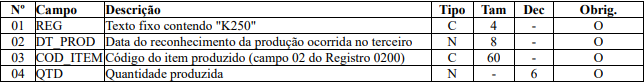 Nº Campo Descrição Tipo Tam Dec Obrig.
01 REG Texto fixo contendo "K250" C 4 - O
02 DT_PROD Data do reconhecimento da produção ocorrida no terceiro N 8 - O
03 COD_ITEM Código do item produzido (campo 02 do Registro 0200) C 60 - O
04 QTD Quantidade produzida N - 6 O